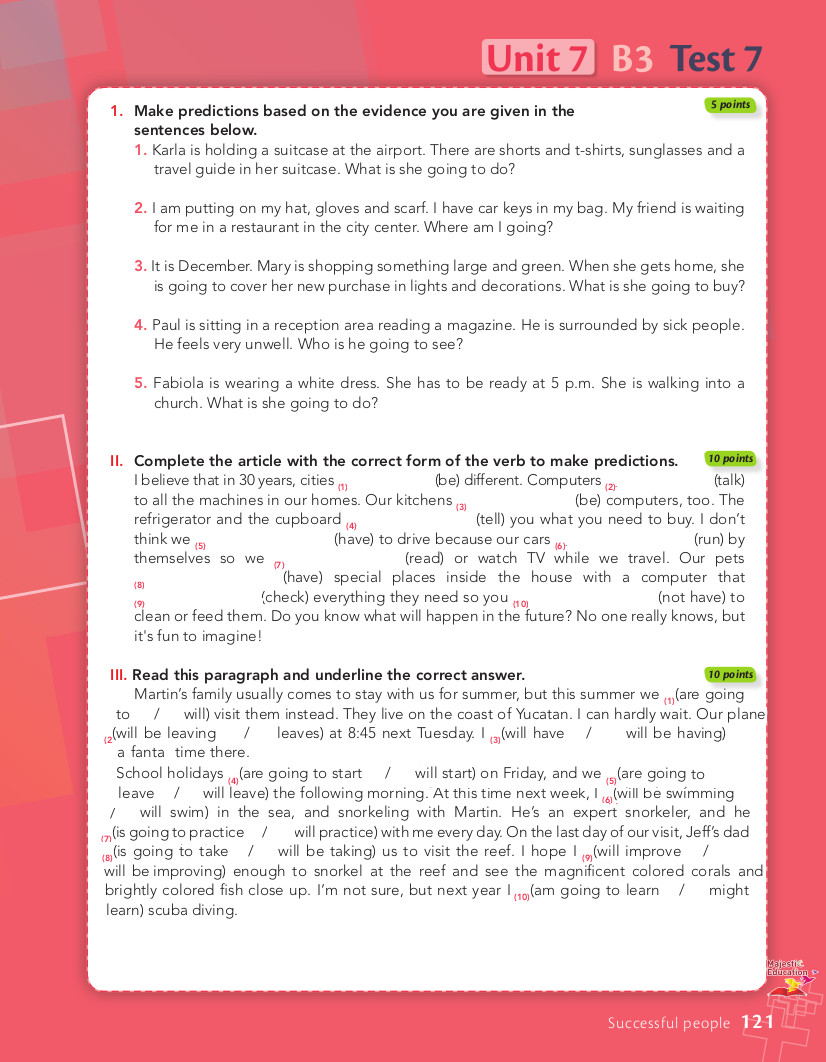 Unit 7 B3 Test 7
1. Make predictions based on the evidence you are given in the
sentences below.
5 points
1. Karla is holding a suitcase at the airport. There are shorts and t-shirts, sunglasses and a
travel guide in her suitcase. What is she going to do?
2. I am putting on my hat, gloves and scarf. I have car keys in my bag. My friend is waiting
for me in a restaurant in the city center. Where am I going?
3. It is December. Mary is shopping something large and green. When she gets home, she
is going to cover her new purchase in lights and decorations. What is she going to buy?
4. Paul is sitting in a reception area reading a magazine. He is surrounded by sick people.
He feels very unwell. Who is he going to see?
5. Fabiola is wearing a white dress. She has to be ready at 5 p.m. She is walking into a
church. What is she going to do?
II. Complete the article with the correct form of the verb to make predictions.
10 points
I believe that in 30 years, cities (1) (be) different. Computers (2) (talk)
to all the machines in our homes. Our kitchens (3) (be) computers, too. The
refrigerator and the cupboard (4) (tell) you what you need to buy. I don't
think we (5) (have) to drive because our cars (6) (run) by
themselves so we (7) (read) or watch TV while we travel. Our pets
(8) (have) special places inside the house with a computer that
(9) (check) everything they need so you (10) (not have) to
clean or feed them. Do you know what will happen in the future? No one really knows, but
it's fun to imagine!
III. Read this paragraph and underline the correct answer.
10 points
Martin's family usually comes to stay with us for summer, but this summer we (1)(are going
to / will) visit them instead. They live on the coast of Yucatan. I can hardly wait. Our plane
(2(will be leaving / leaves) at 8:45 next Tuesday. I (3)(will have / will be having)
a fanta time there.
School holidays (4)(are going to start / will start) on Friday, and we (5)(are going to
leave / will leave) the following morning. At this time next week, I (6)(will be swimming
/ will swim) in the sea, and snorkeling with Martin. He's an expert snorkeler, and he
(7)(is going to practice / will practice) with me every day. On the last day of our visit, Jeff's dad
(8)(is going to take / will be taking) us to visit the reef. I hope I (9)(will improve /
will be improving) enough to snorkel at the reef and see the magnificent colored corals and
brightly colored fish close up. I'm not sure, but next year I (10)(am going to learn / might
learn) scuba diving.
Majestic
Education
Successful people 121